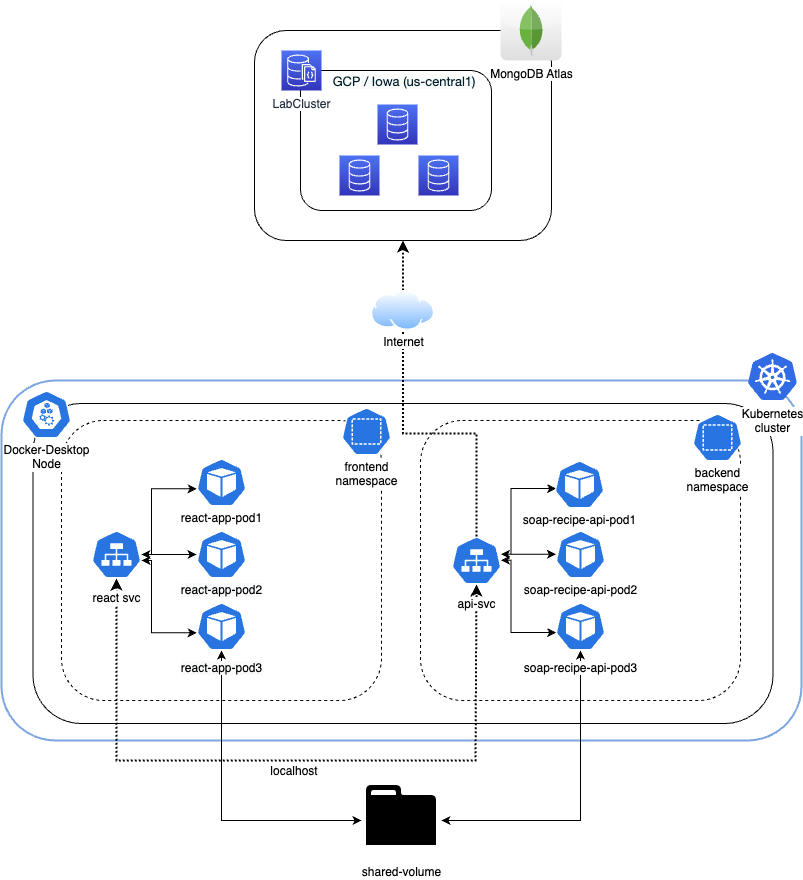 MongoDB Atlas
GCP / Iowa (us-central1)
LabCluster
Internet
Kubernetes
cluster
Docker-Desktop
Node
frontend
namespace
backend
namespace
react-app-pod1
soap-recipe-api-pod1
react-app-pod2
soap-recipe-api-pod2
react svc
api-svc
react-app-pod3
soap-recipe-api-pod3
localhost
shared-volume